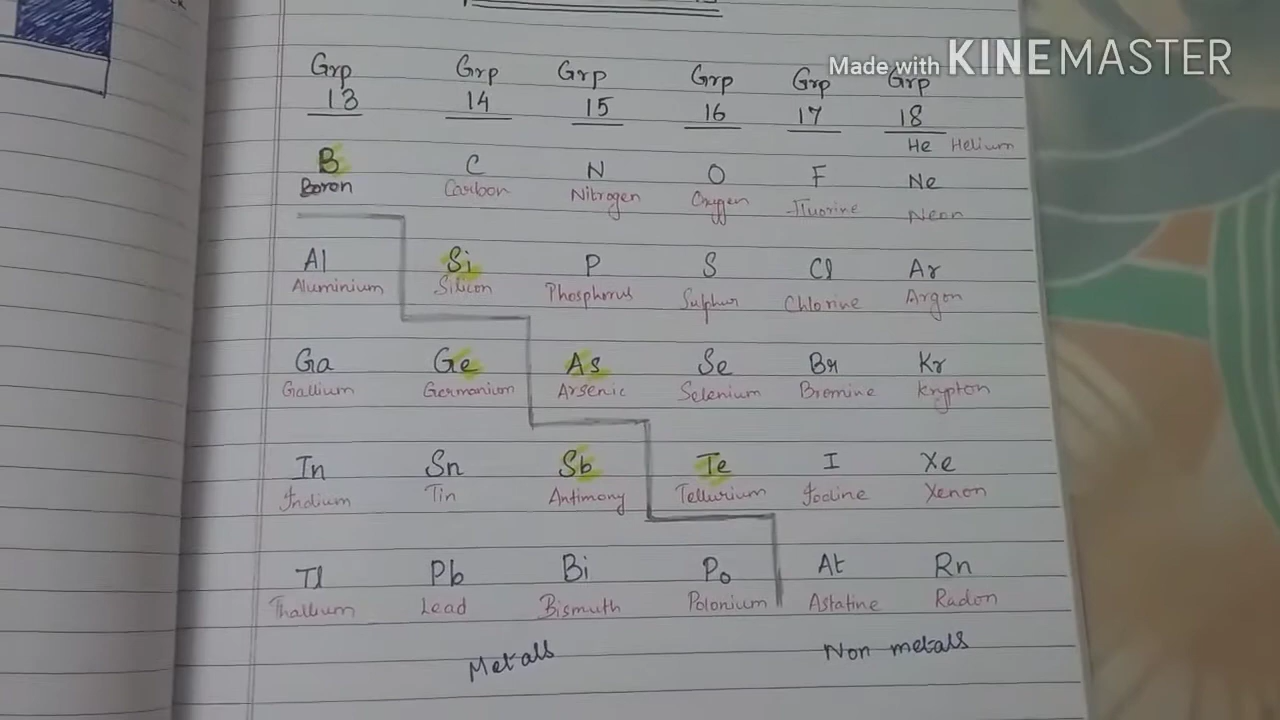 Made with KINEMASTER
Grp Grp Grp Grp Grp Grp
13 14 15 16 17 18
He Helium
B C N O F Ne
Boron Carbon Nitrogen Oxygen Fluorine Neon
Al Si P S Cl Ar
Aluminium Silicon Phosphorus Sulphur Chlorine Argon
Ga Ge As Se Br Kr
Gallium Germanium Arsenic Selenium Bromine Krypton
In Sn Sb Te I Xe
Indium Tin Antimony Tellurium Iodine Xenon
Tl Pb Bi Po At Rn
Thallium Lead Bismuth Polonium Astatine Radon
Metals Non metals